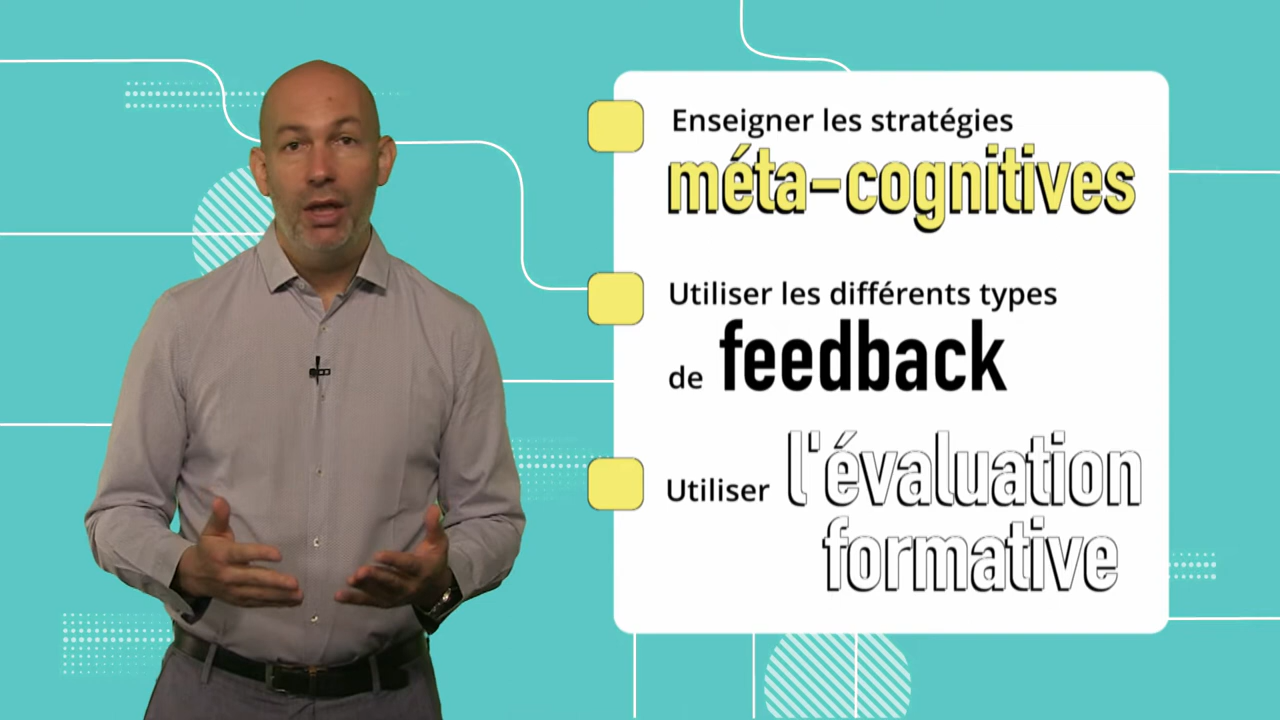 Enseigner les stratégies
méta-cognitives
Utiliser les différents types
de feedback
Utiliser l'évaluation
formative